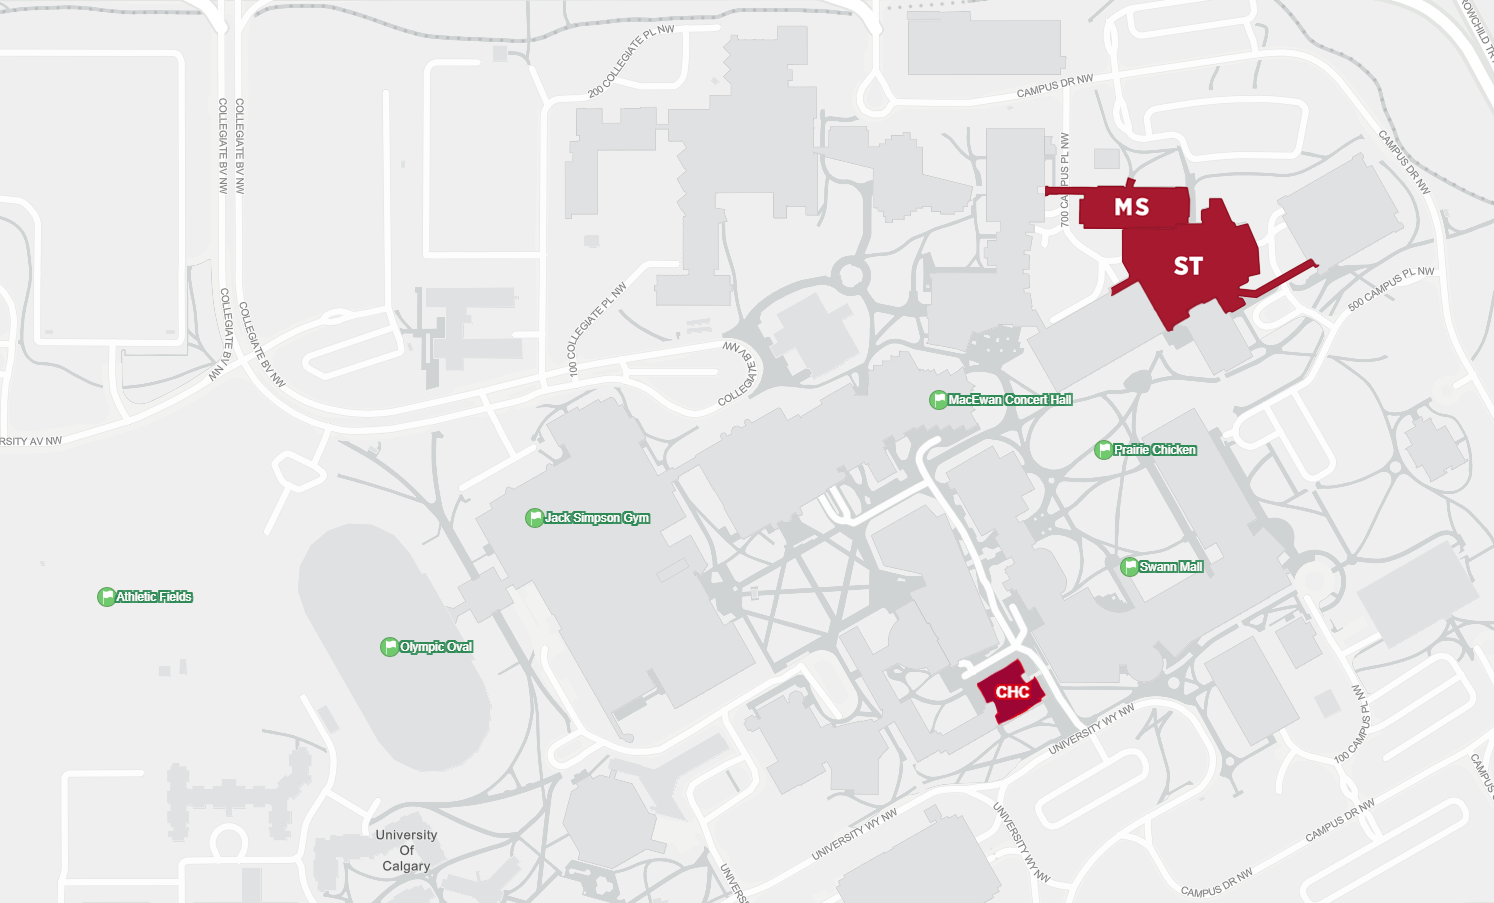 200 COLLEGIATE PL NW
CAMPUS DR NW
COLLEGIATE BV NW
COLLEGIATE BV NW
700 CAMPUS PL NW
CAMPUS DR NW
MS
ST
COLLEGIATE BV NW
COLLEGIATE BV NW
100 COLLEGIATE PL NW
500 CAMPUS PL NW
COLLEGIATE BV NW
MacEwan Concert Hall
RSITY AV NW
Prairie Chicken
Jack Simpson Gym
Swann Mall
Athletic Fields
Olympic Oval
CHC
UNIVERSITY WY NW
100 CAMPUS PL NW
UNIVERSITY WY NW
UNIVERSITY WY NW
CAMPUS DR NW
University
Of
Calgary
CAMPUS DR NW